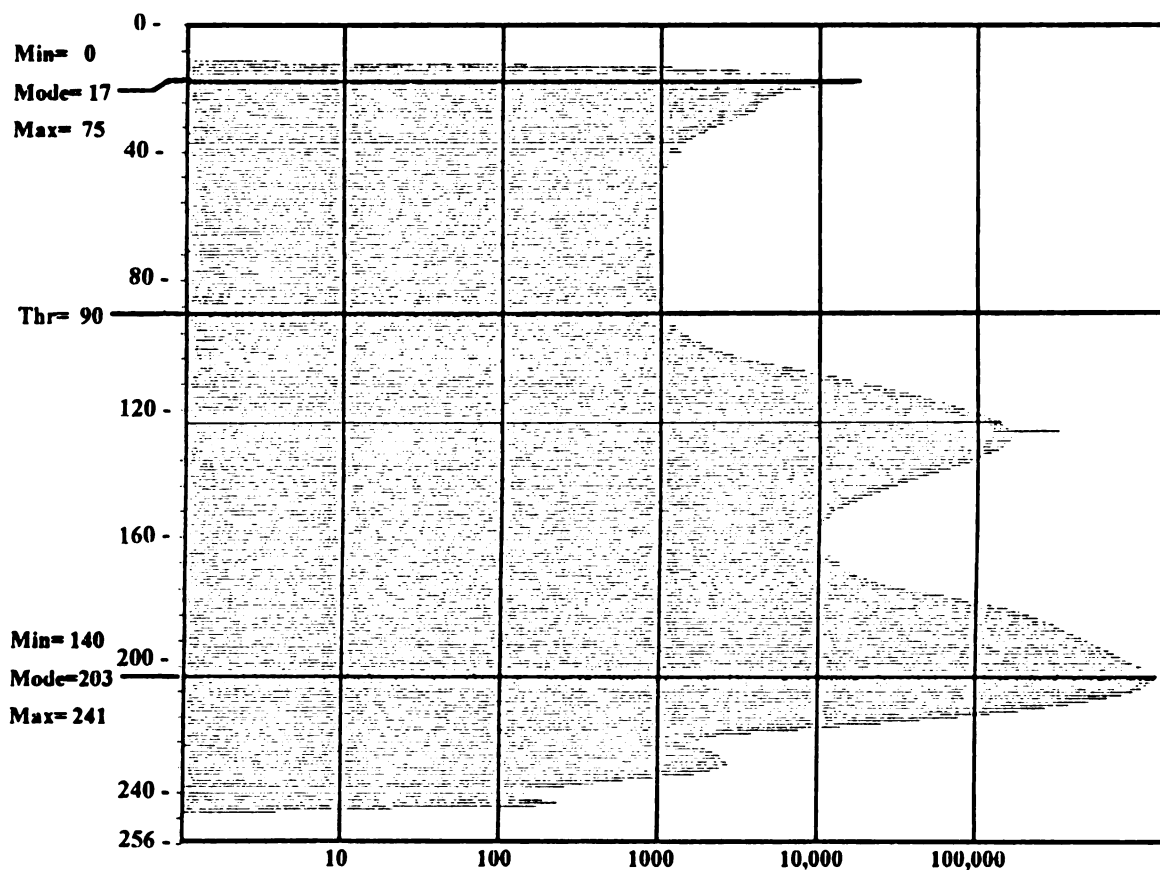 0 -
Min= 0
Mode= 17
Max= 75
40 -
80 -
Thr= 90
120 -
160 -
Min= 140
200 -
Mode=203
Max= 241
240 -
256 -
10 100 1000 10,000 100,000